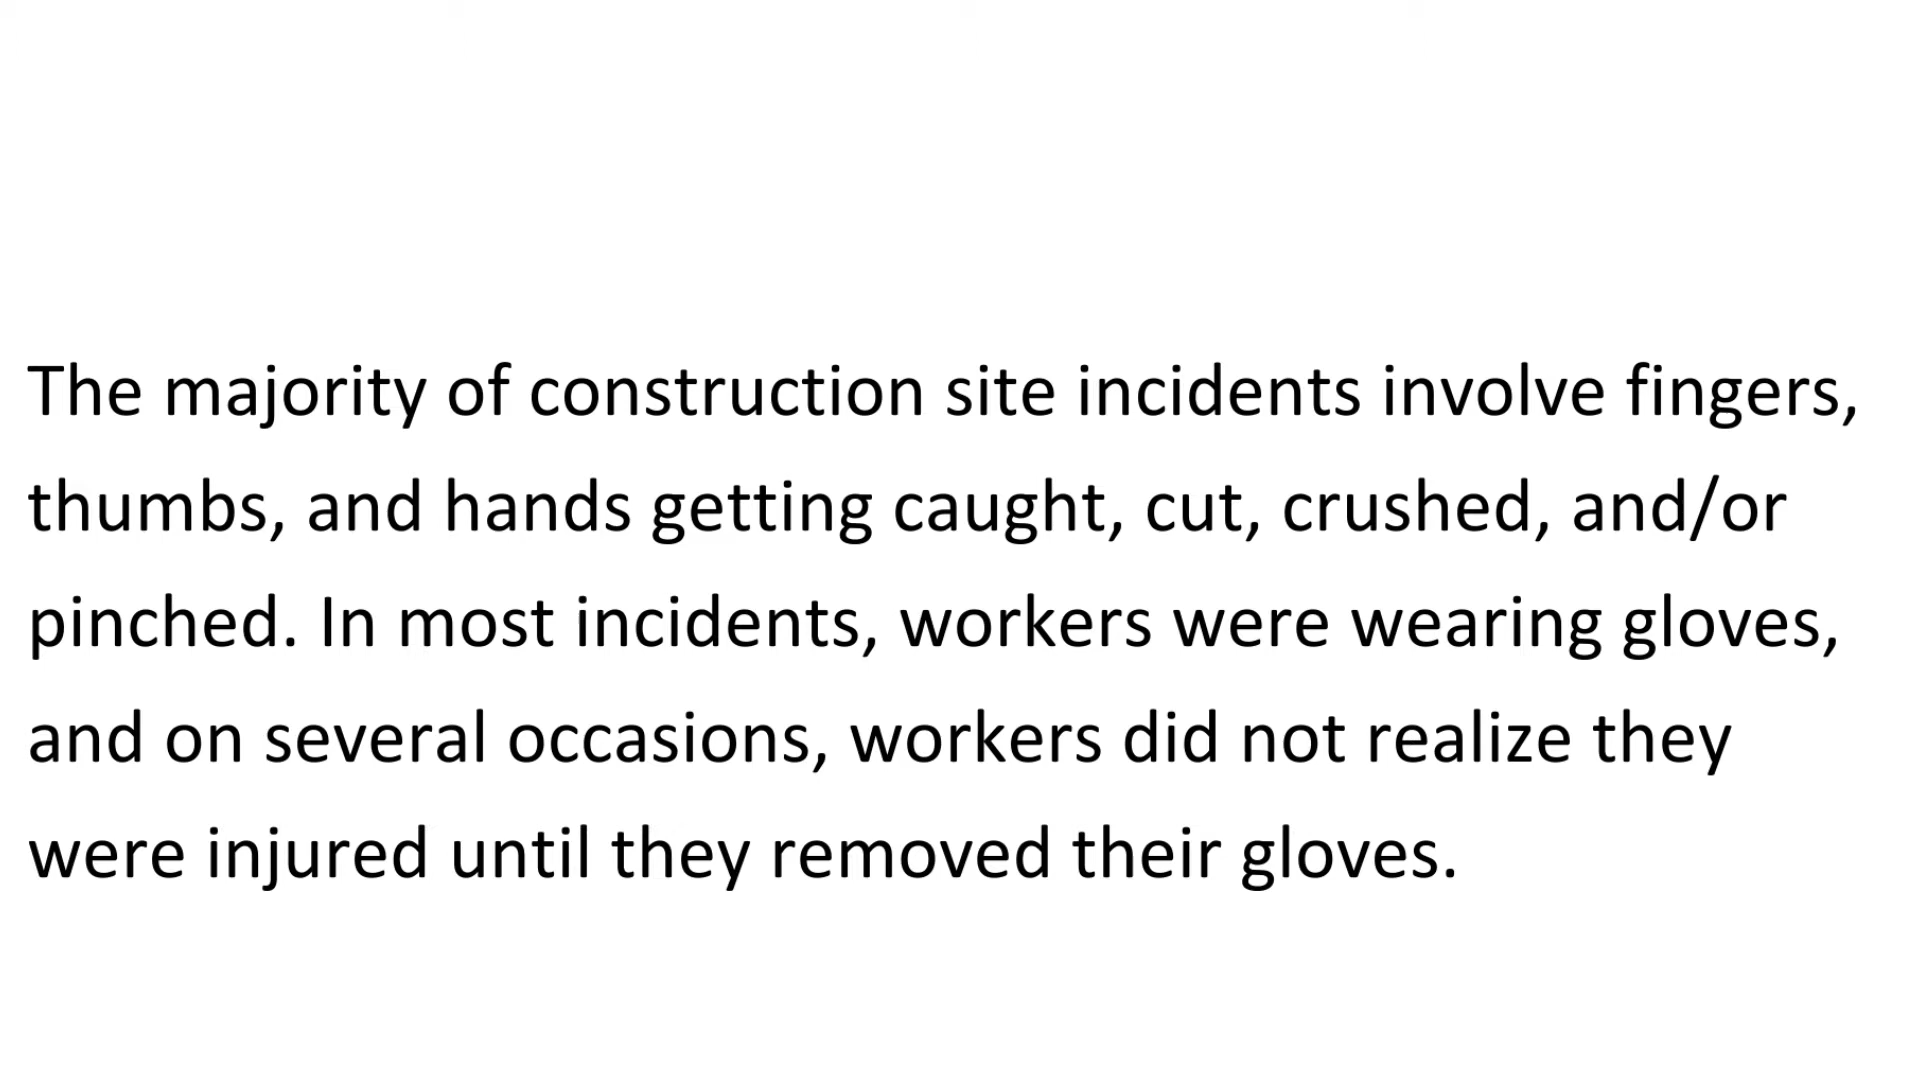 The majority of construction site incidents involve fingers,
thumbs, and hands getting caught, cut, crushed, and/or
pinched. In most incidents, workers were wearing gloves,
and on several occasions, workers did not realize they
were injured until they removed their gloves.